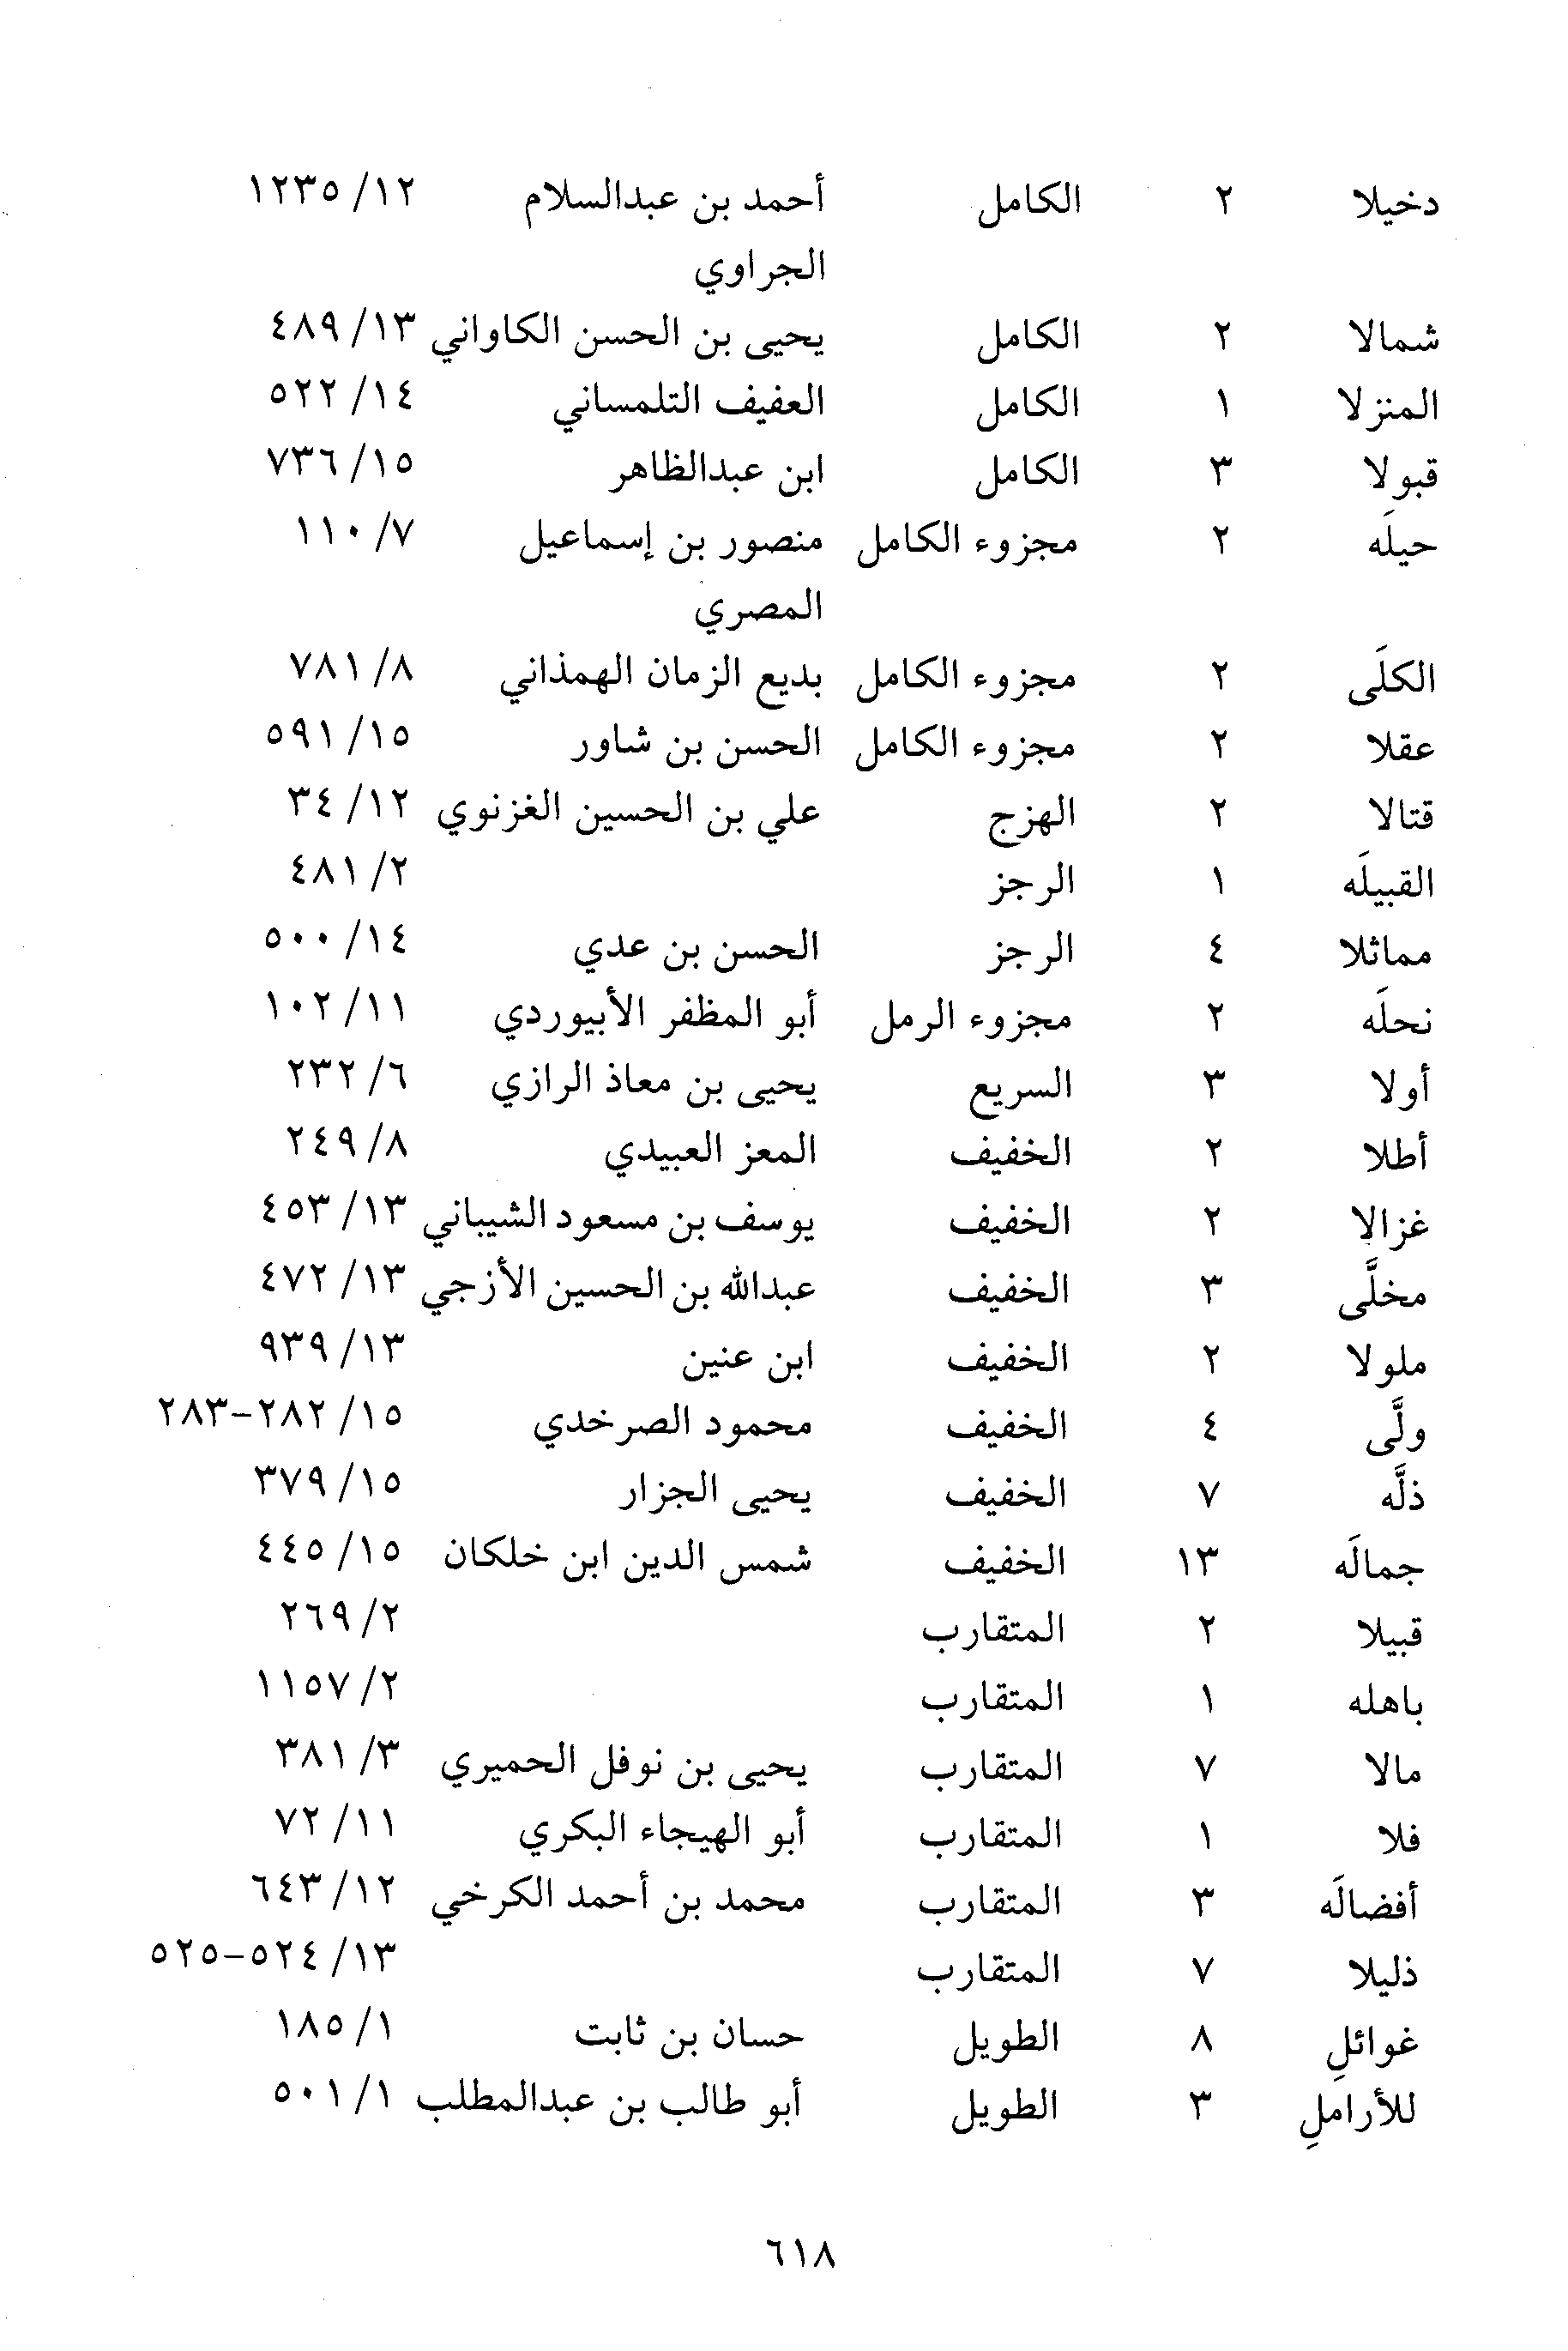 دخيلا ٢ الكامل أحمد بن عبدالسلام ١٢/ ١٢٣٥
الجراوي
شمالا ٢ الكامل يحيى بن الحسن الكاواني ١٣/ ٤٨٩
المنزلا ١ الكامل العفيف التلمساني ١٤/ ٥٢٢
قبولا ٣ الكامل ابن عبدالظاهر ١٥/ ٧٣٦
حيلَه ٢ مجزوء الكامل منصور بن إسماعيل ٧/ ١١٠
المصري
الكلَى ٢ مجزوء الكامل بديع الزمان الهمذاني ٨/ ٧٨١
عقلا ٢ مجزوء الكامل الحسن بن شاور ١٥/ ٥٩١
قتالا ٢ الهزج علي بن الحسين الغزنوي ١٢/ ٣٤
القبيلَه ١ الرجز ٢/ ٤٨١
مماثلا ٤ الرجز الحسن بن عدي ١٤/ ٥٠٠
نحلَه ٢ مجزوء الرمل أبو المظفر الأبيوردي ١١/ ١٠٢
أولا ٣ السريع يحيى بن معاذ الرازي ٦/ ٢٣٢
أطلا ٢ الخفيف المعز العبيدي ٨/ ٢٤٩
غزالا ٢ الخفيف يوسف بن مسعود الشيباني ١٣/ ٤٥٣
مخلَّى ٣ الخفيف عبدالله بن الحسين الأزجي ١٣/ ٤٧٢
ملولا ٢ الخفيف ابن عنين ١٣/ ٩٣٩
ولَّى ٤ الخفيف محمود الصرخدي ١٥/ ٢٨٢-٢٨٣
ذلَّه ٧ الخفيف يحيى الجزار ١٥/ ٣٧٩
جمالَه ١٣ الخفيف شمس الدين ابن خلكان ١٥/ ٤٤٥
قبيلا ٢ المتقارب ٢/ ٢٦٩
باهله ١ المتقارب ٢/ ١١٥٧
مالا ٧ المتقارب يحيى بن نوفل الحميري ٣/ ٣٨١
فلا ١ المتقارب أبو الهيجاء البكري ١١/ ٧٢
أفضالَه ٣ المتقارب محمد بن أحمد الكرخي ١٢/ ٦٤٣
ذليلا ٧ المتقارب ١٣/ ٥٢٤-٥٢٥
غوائلِ ٨ الطويل حسان بن ثابت ١/ ١٨٥
للأراملِ ٣ الطويل أبو طالب بن عبدالمطلب ١/ ٥٠١
٦١٨